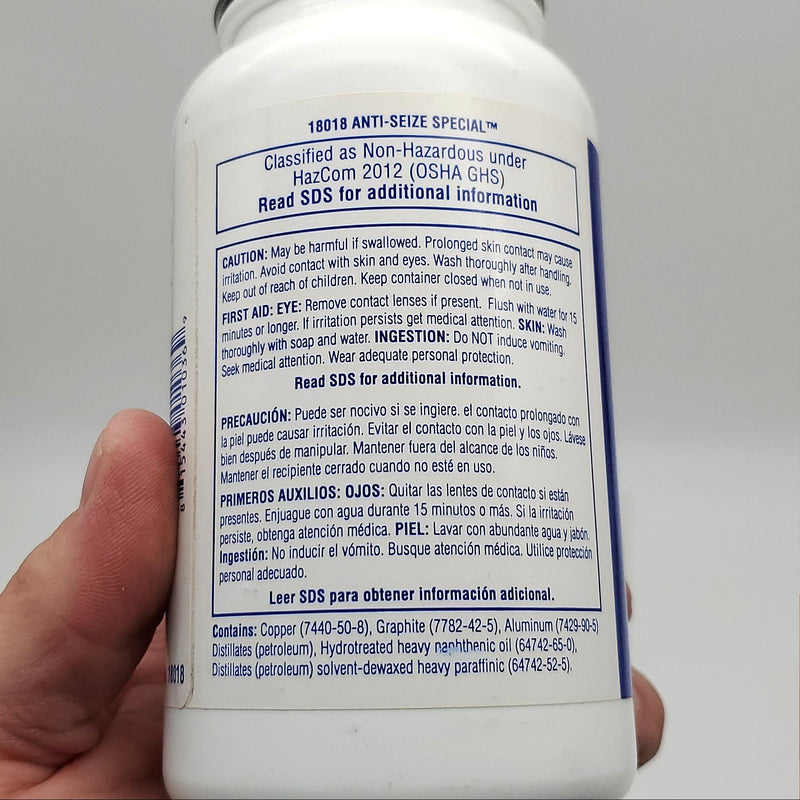 18018 ANTI-SEIZE SPECIAL™
Classified as Non-Hazardous under
HazCom 2012 (OSHA GHS)
Read SDS for additional information
CAUTION: May be harmful if swallowed. Prolonged skin contact may cause
irritation. Avoid contact with skin and eyes. Wash thoroughly after handling.
Keep out of reach of children. Keep container closed when not in use.
FIRST AID: EYE: Remove contact lenses if present. Flush with water for 15
minutes or longer. If irritation persists get medical attention. SKIN: Wash
thoroughly with soap and water. INGESTION: Do NOT induce vomiting.
Seek medical attention. Wear adequate personal protection.
Read SDS for additional information.
PRECAUCIÓN: Puede ser nocivo si se ingiere. el contacto prolongado con
la piel puede causar irritación. Evitar el contacto con la piel y los ojos. Lávese
bien después de manipular. Mantener fuera del alcance de los niños.
Mantener el recipiente cerrado cuando no esté en uso.
PRIMEROS AUXILIOS: OJOS: Quitar las lentes de contacto si están
presentes. Enjuague con agua durante 15 minutos o más. Si la irritación
persiste, obtenga atención médica. PIEL: Lavar con abundante agua y jabón.
Ingestión: No inducir el vómito. Busque atención médica. Utilice protección
personal adecuado.
Leer SDS para obtener información adicional.
Contains: Copper (7440-50-8), Graphite (7782-42-5), Aluminum (7429-90-5)
Distillates (petroleum), Hydrotreated heavy naphthenic oil (64742-65-0),
Distillates (petroleum) solvent-dewaxed heavy paraffinic (64742-52-5).
18018